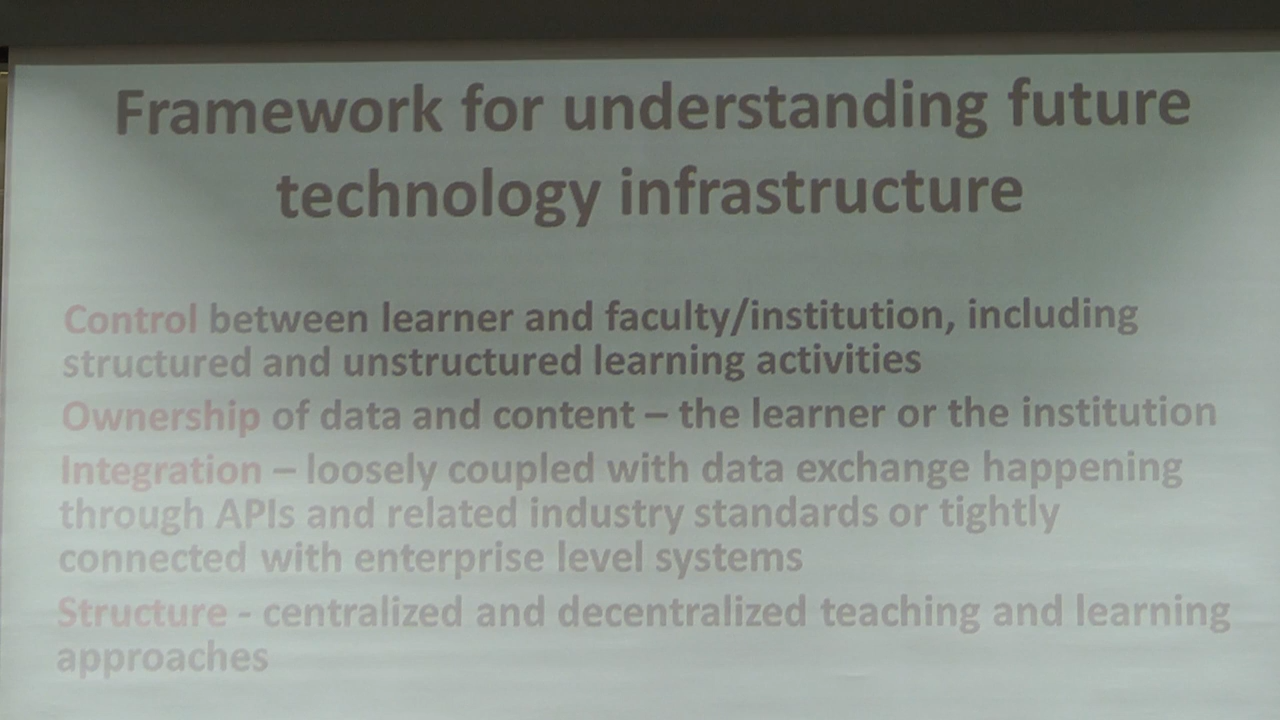 Framework for understanding future
technology infrastructure
Control between learner and faculty/institution, including
structured and unstructured learning activities
Ownership of data and content – the learner or the institution
Integration – loosely coupled with data exchange happening
through APIs and related industry standards or tightly
connected with enterprise level systems
Structure - centralized and decentralized teaching and learning
approaches